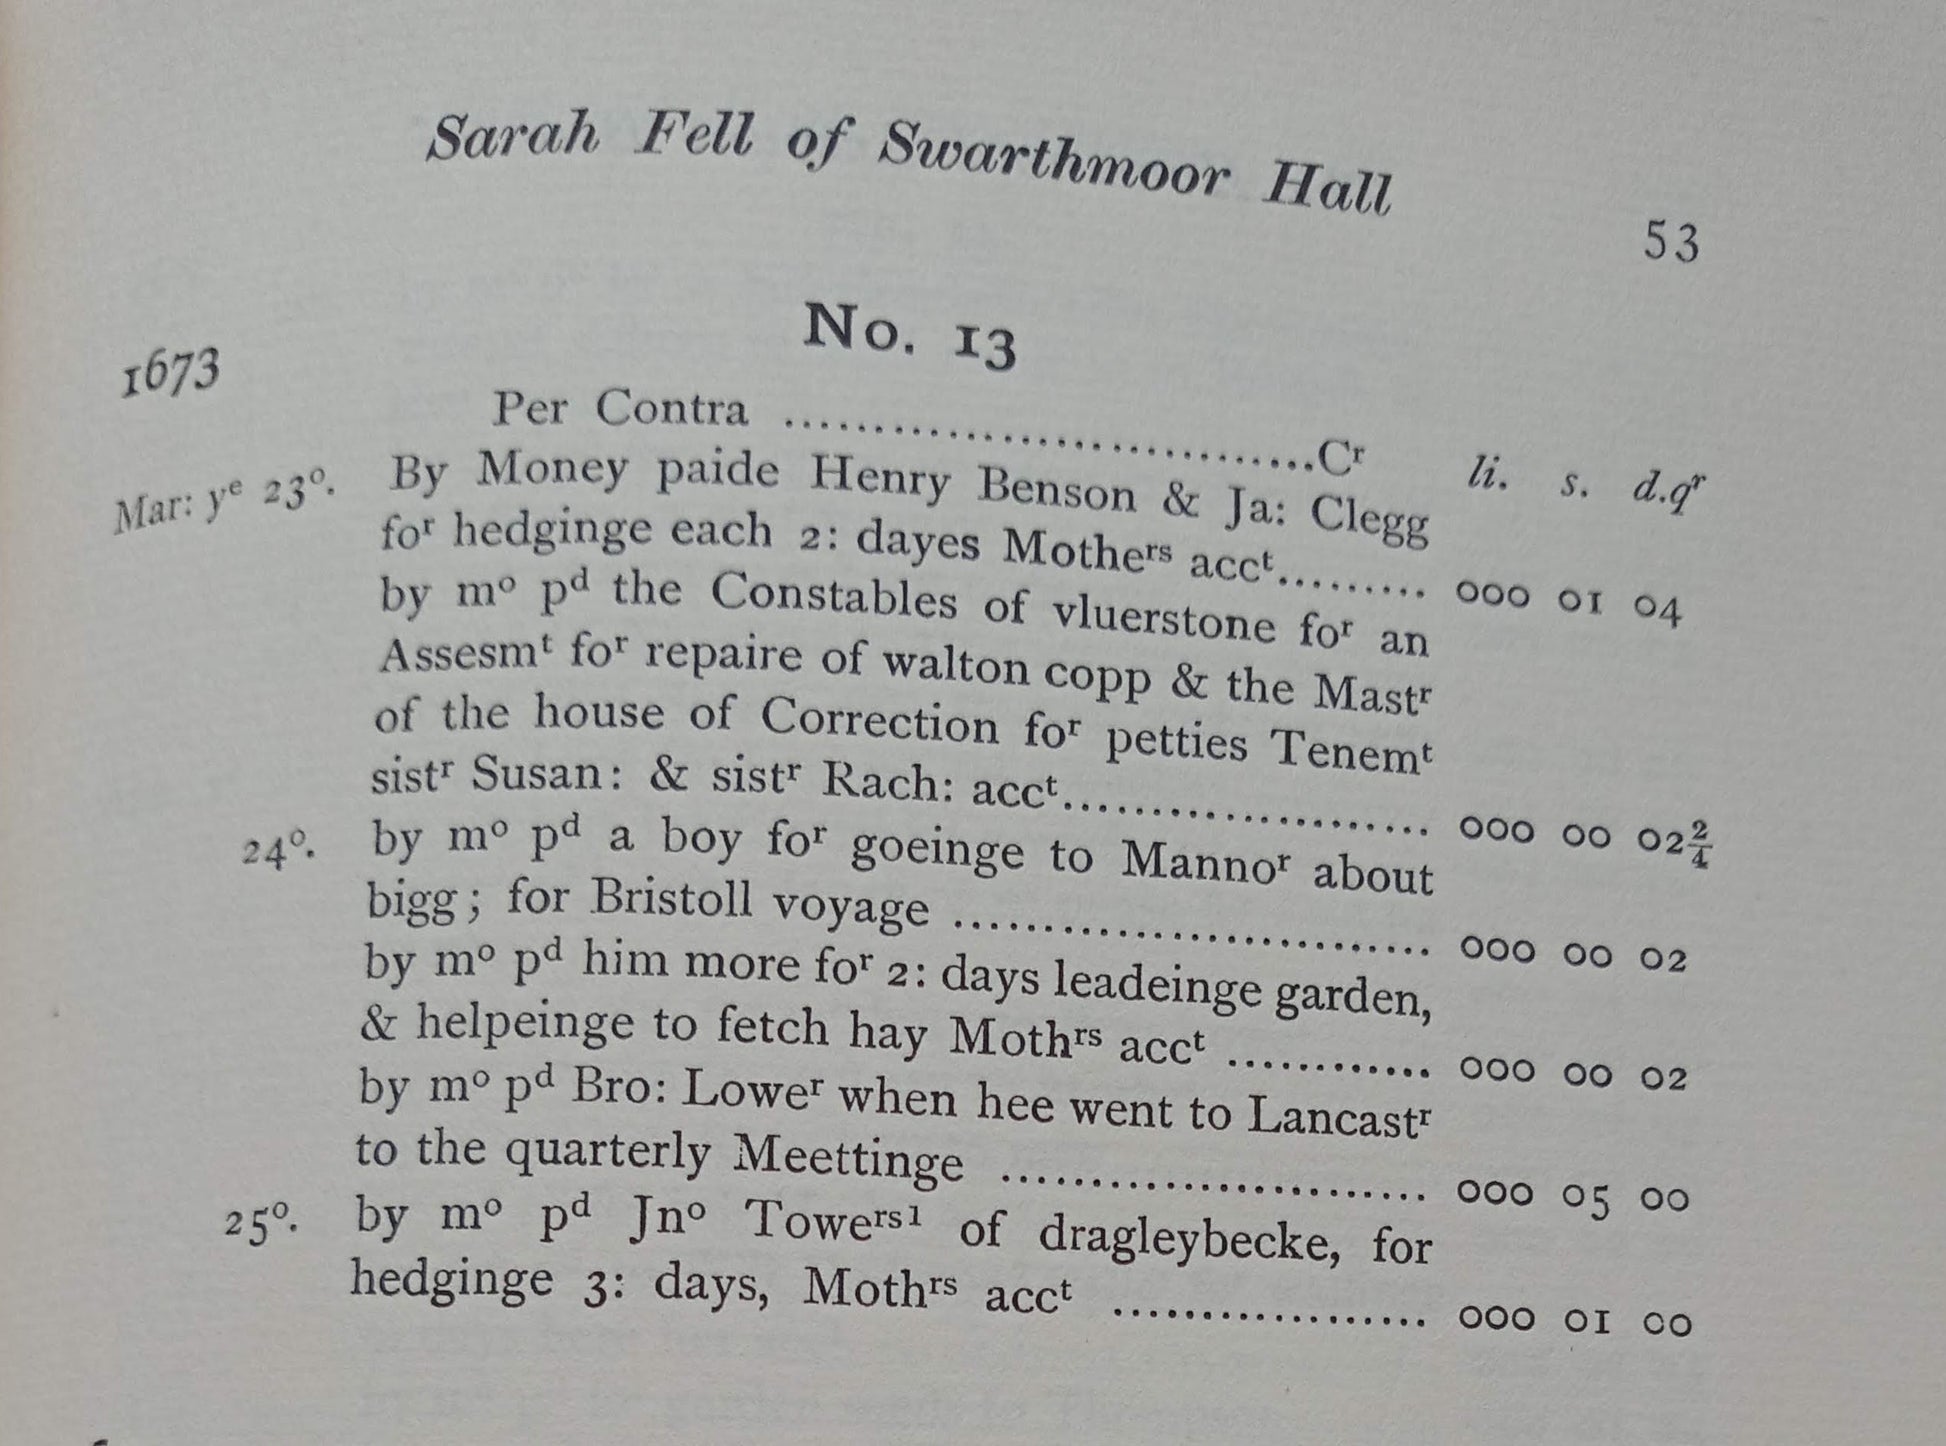 Sarah Fell of Swarthmoor Hall
53
No. 13
1673
Per Contra ..............................Cʳ li. s. d.qʳ
Mar: yᵉ 23⁰. By Money paide Henry Benson & Ja: Clegg
foʳ hedginge each 2: dayes Motheʳˢ accᵗ......... 000 01 04
by mᵒ pᵈ the Constables of vluerstone foʳ an
Assesmᵗ foʳ repaire of walton copp & the Mastʳ
of the house of Correction foʳ petties Tenemᵗ
sistʳ Susan: & sistʳ Rach: accᵗ..................... 000 00 02 2/4
24⁰. by mᵒ pᵈ a boy foʳ goeinge to Mannoʳ about
bigg; for Bristoll voyage ........................... 000 00 02
by mᵒ pᵈ him more foʳ 2: days leadeinge garden,
& helpeinge to fetch hay Mothʳˢ accᵗ ............ 000 00 02
by mᵒ pᵈ Bro: Loweʳ when hee went to Lancastʳ
to the quarterly Meettinge ........................ 000 05 00
25⁰. by mᵒ pᵈ Jnᵒ Toweʳˢ¹ of dragleybecke, for
hedginge 3: days, Mothʳˢ accᵗ .................. 000 01 00